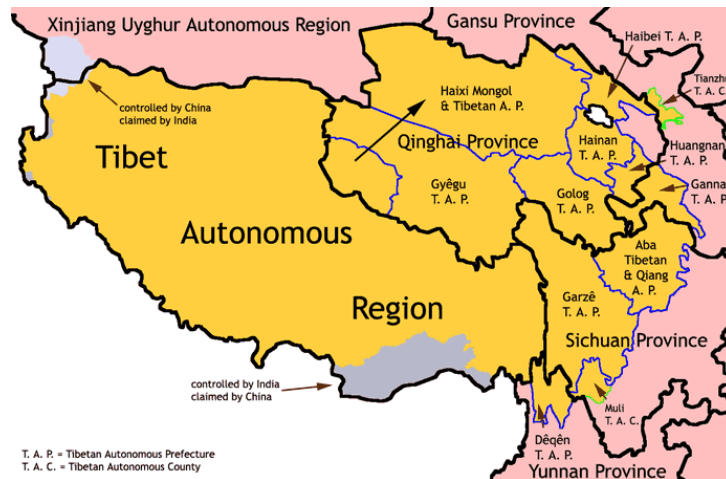 Xinjiang Uyghur Autonomous Region
Gansu Province
Haibei T. A. P.
Tianzhu
T. A. C.
controlled by China
claimed by India
Haixi Mongol
& Tibetan A. P.
Qinghai Province
Hainan
T. A. P.
Huangnan
T. A. P.
Tibet
Gyêgu
T. A. P.
Golog
T. A. P.
Ganna
T. A. P.
Autonomous
Aba
Tibetan
& Qiang
A. P.
Region
Garzê
T. A. P.
Sichuan Province
controlled by India
claimed by China
Muli
T. A. C.
Dêqên
T. A. P.
Yunnan Province
T. A. P. = Tibetan Autonomous Prefecture
T. A. C. = Tibetan Autonomous County